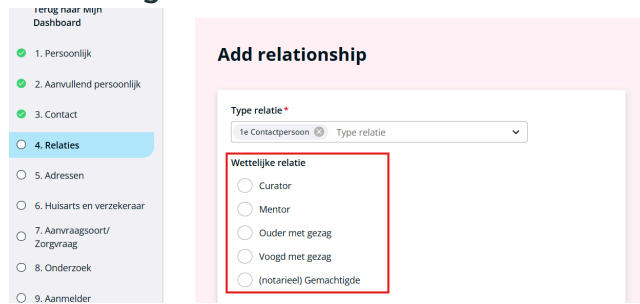 Terug naar Mijn
Dashboard
1. Persoonlijk
2. Aanvullend persoonlijk
3. Contact
4. Relaties
5. Adressen
6. Huisarts en verzekeraar
7. Aanvraagsoort/
Zorgvraag
8. Onderzoek
9. Aanmelder
Add relationship
Type relatie *
1e Contactpersoon Type relatie
Wettelijke relatie
Curator
Mentor
Ouder met gezag
Voogd met gezag
(notarieel) Gemachtigde